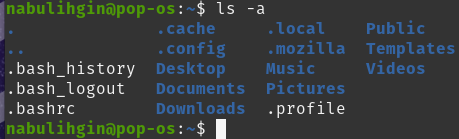 nabulihgin@pop-os:~$ ls -a
. .cache .local Public
.. .config .mozilla Templates
.bash_history Desktop Music Videos
.bash_logout Documents Pictures
.bashrc Downloads .profile
nabulihgin@pop-os:~$